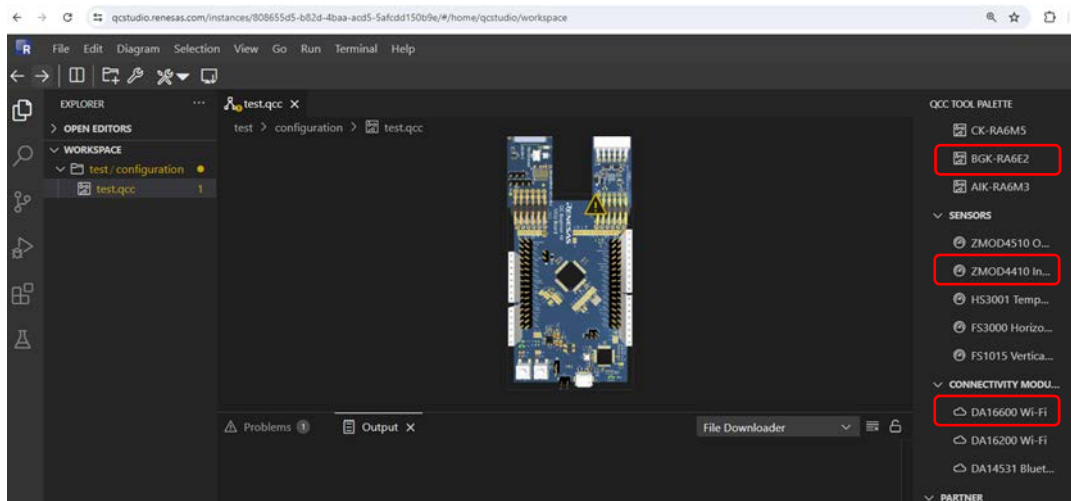 qcstudio.renesas.com/instances/808655d5-b82d-4baa-acd5-5afcdd150b9e/#/home/qcstudio/workspace
R File Edit Diagram Selection View Go Run Terminal Help
EXPLORER ... test.qcc × QCC TOOL PALETTE
> OPEN EDITORS test > configuration > test.qcc CK-RA6M5
WORKSPACE BGK-RA6E2
test/configuration
test.qcc 1 AIK-RA6M3
SENSORS
ZMOD4510 O...
ZMOD4410 In...
HS3001 Temp...
FS3000 Horizo...
FS1015 Vertica...
CONNECTIVITY MODU...
DA16600 Wi-Fi
Problems 1 Output × File Downloader
DA16200 Wi-Fi
DA14531 Bluet...
PARTNER
RENESAS